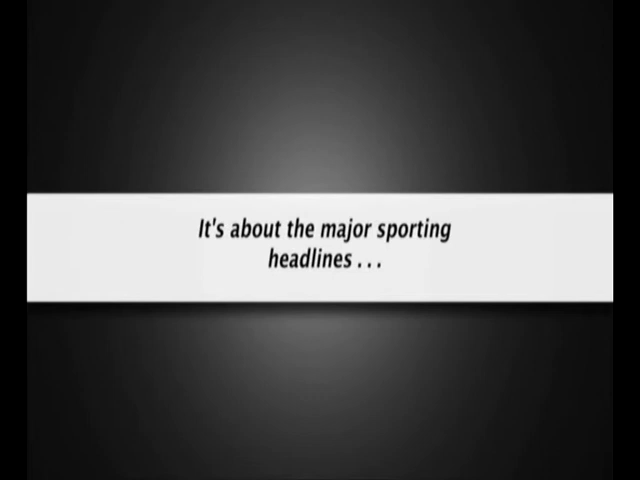 It's about the major sporting
headlines . . .